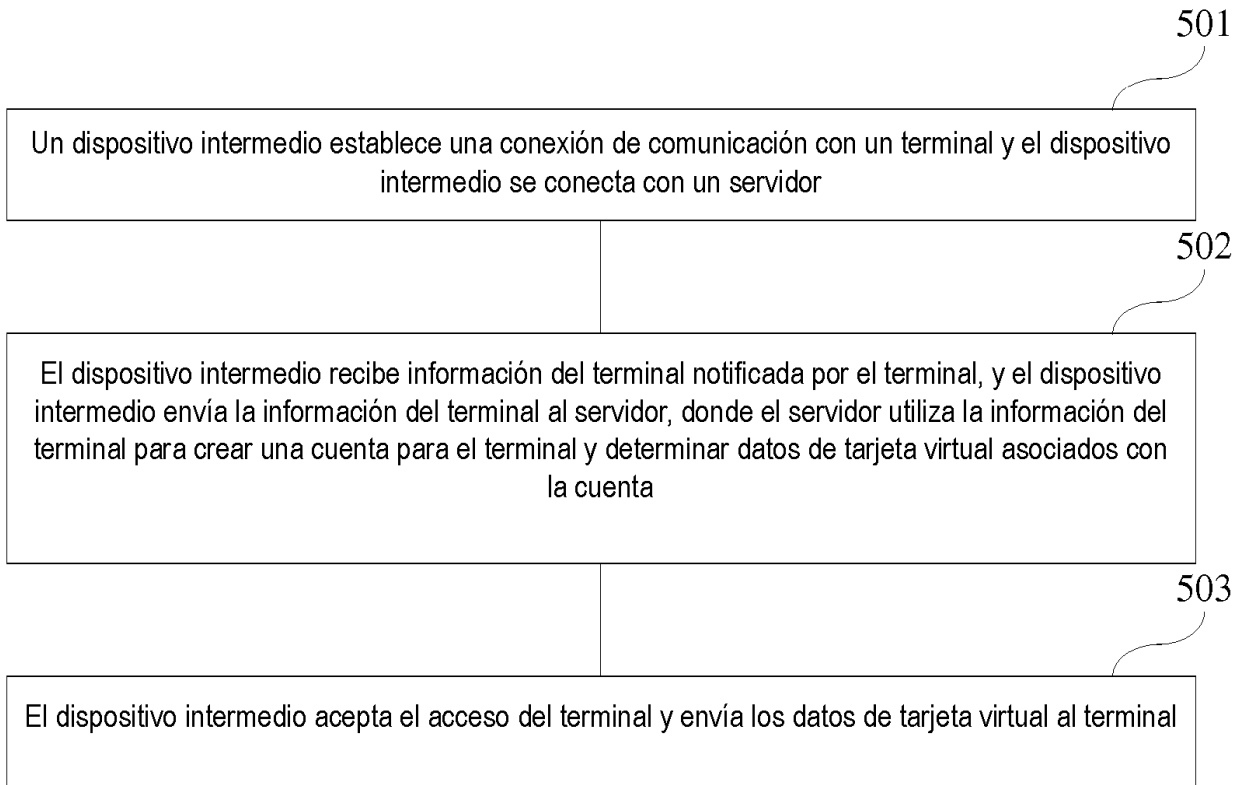 501
Un dispositivo intermedio establece una conexión de comunicación con un terminal y el dispositivo
intermedio se conecta con un servidor
502
El dispositivo intermedio recibe información del terminal notificada por el terminal, y el dispositivo
intermedio envía la información del terminal al servidor, donde el servidor utiliza la información del
terminal para crear una cuenta para el terminal y determinar datos de tarjeta virtual asociados con
la cuenta
503
El dispositivo intermedio acepta el acceso del terminal y envía los datos de tarjeta virtual al terminal